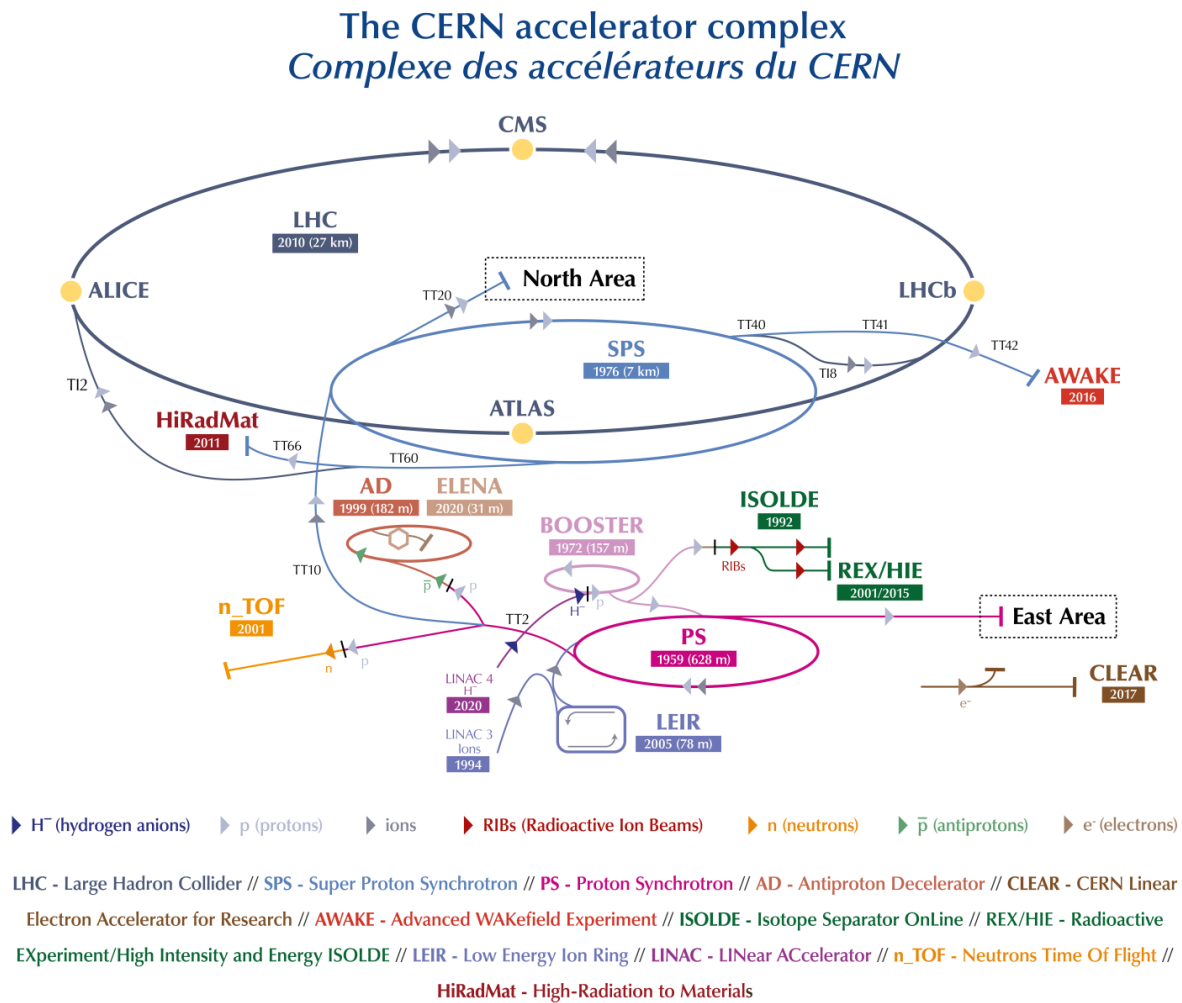 The CERN accelerator complex
Complexe des accélérateurs du CERN
CMS
LHC
2010 (27 km)
North Area
ALICE
TT20
LHCb
TT40
TT41
SPS
1976 (7 km)
TT42
TI8
AWAKE
2016
TI2
ATLAS
HiRadMat
2011
TT66
TT60
AD
1999 (182 m)
ELENA
2020 (31 m)
ISOLDE
1992
BOOSTER
1972 (157 m)
RIBs
REX/HIE
2001/2015
TT10
p̅
p
H⁻
p
n_TOF
2001
TT2
East Area
PS
1959 (628 m)
n
p
LINAC 4
H⁻
2020
CLEAR
2017
e⁻
LEIR
2005 (78 m)
LINAC 3
Ions
1994
H⁻ (hydrogen anions)
p (protons)
ions
RIBs (Radioactive Ion Beams)
n (neutrons)
p̅ (antiprotons)
e⁻ (electrons)
LHC - Large Hadron Collider // SPS - Super Proton Synchrotron // PS - Proton Synchrotron // AD - Antiproton Decelerator // CLEAR - CERN Linear
Electron Accelerator for Research // AWAKE - Advanced WAKefield Experiment // ISOLDE - Isotope Separator OnLine // REX/HIE - Radioactive
EXperiment/High Intensity and Energy ISOLDE // LEIR - Low Energy Ion Ring // LINAC - LINear ACcelerator // n_TOF - Neutrons Time Of Flight //
HiRadMat - High-Radiation to Materials